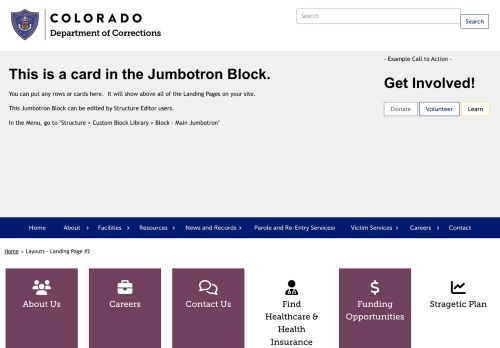 COLORADO
Department of Corrections
Search
Search
This is a card in the Jumbotron Block.
You can put any rows or cards here. It will show above all of the Landing Pages on your site.
This Jumbotron Block can be edited by Structure Editor users.
In the Menu, go to "Structure > Custom Block Library > Block - Main Jumbotron"
- Example Call to Action -
Get Involved!
Donate Volunteer Learn
Home About › Facilities › Resources › News and Records › Parole and Re-Entry Services › Victim Services › Careers › Contact
Home › Layouts - Landing Page #2
About Us
Careers
Contact Us
Find
Healthcare &
Health
Insurance
Funding
Opportunities
Stragetic Plan